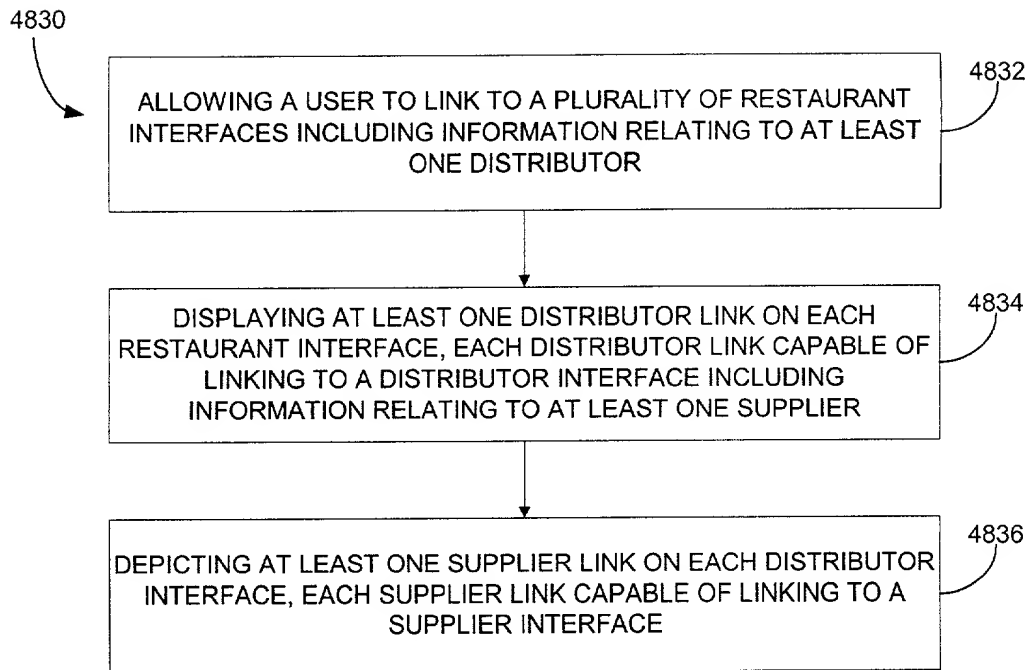 4830
4832
ALLOWING A USER TO LINK TO A PLURALITY OF RESTAURANT
INTERFACES INCLUDING INFORMATION RELATING TO AT LEAST
ONE DISTRIBUTOR
4834
DISPLAYING AT LEAST ONE DISTRIBUTOR LINK ON EACH
RESTAURANT INTERFACE, EACH DISTRIBUTOR LINK CAPABLE OF
LINKING TO A DISTRIBUTOR INTERFACE INCLUDING
INFORMATION RELATING TO AT LEAST ONE SUPPLIER
4836
DEPICTING AT LEAST ONE SUPPLIER LINK ON EACH DISTRIBUTOR
INTERFACE, EACH SUPPLIER LINK CAPABLE OF LINKING TO A
SUPPLIER INTERFACE